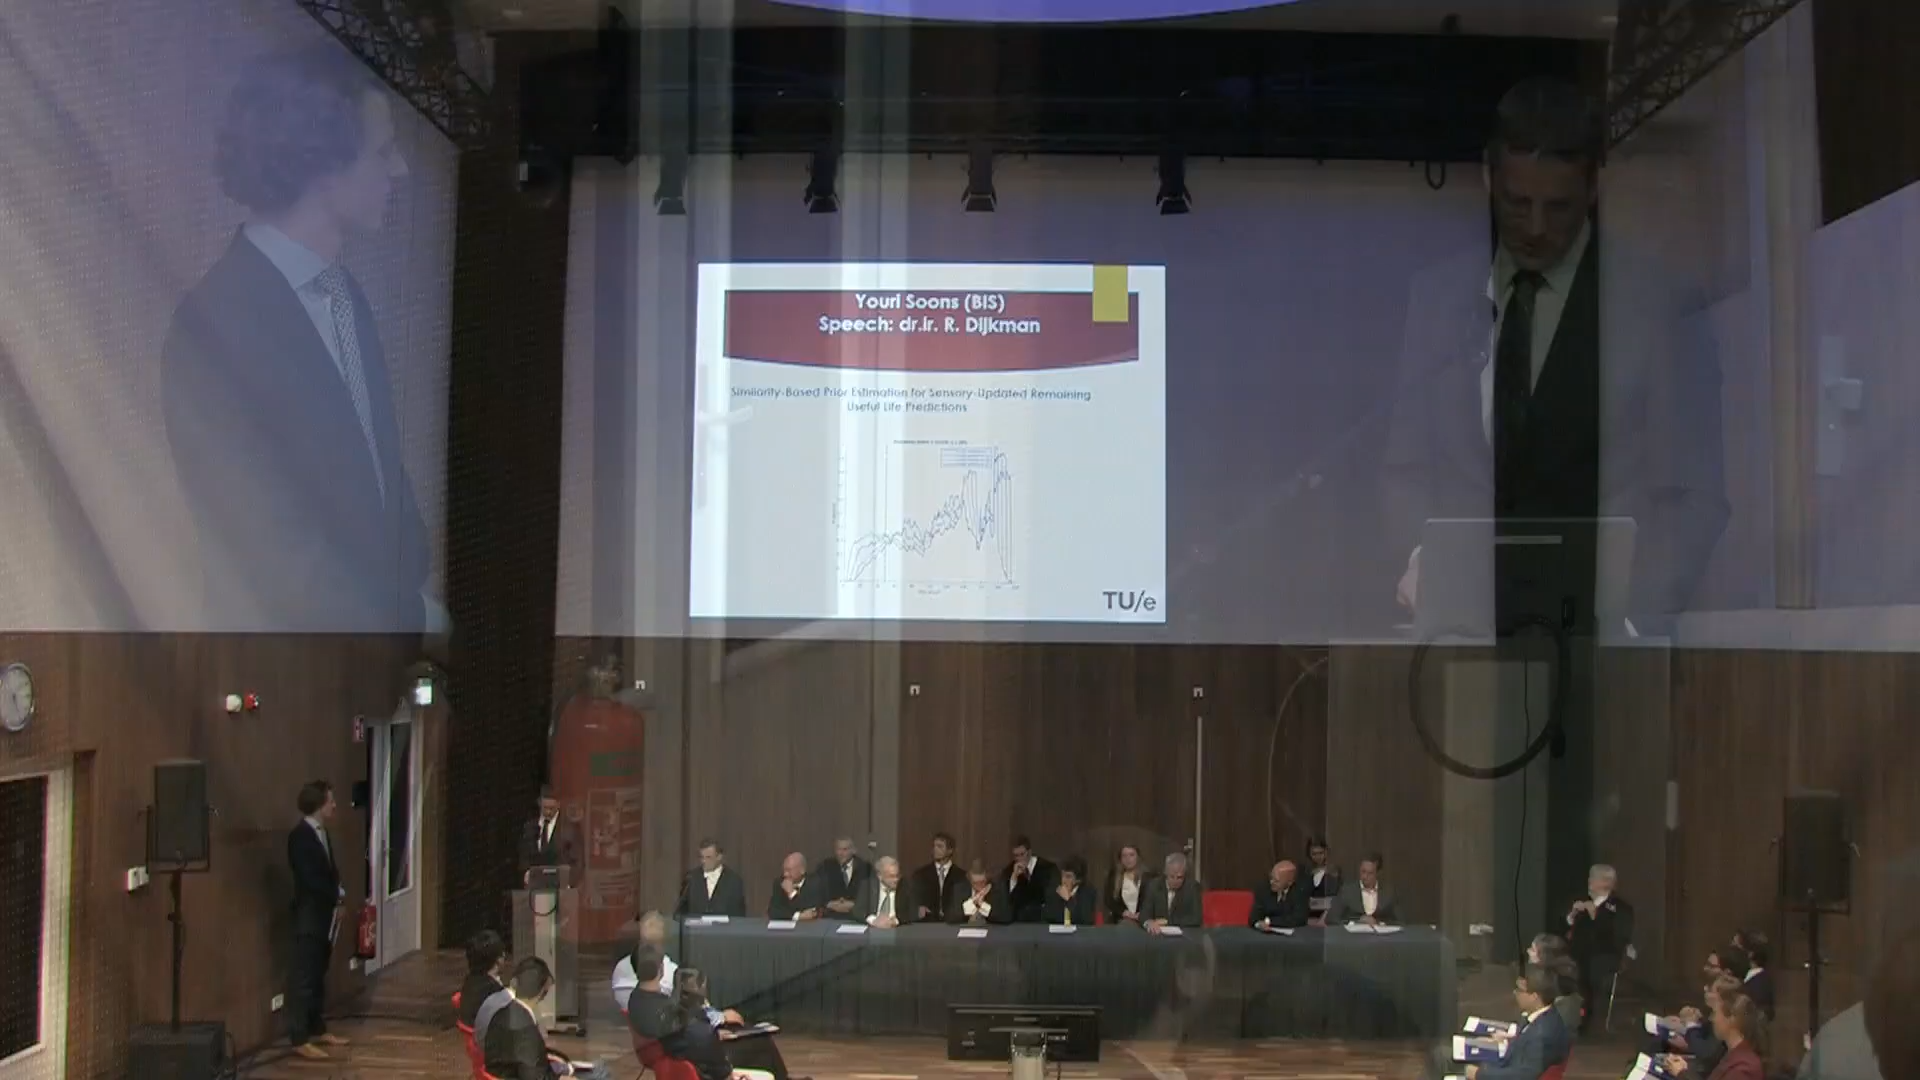 Youri Soons (BIS)
Speech: dr.ir. R. Dijkman
Similarity-Based Prior Estimation for Sensory-Updated Remaining
Useful Life Predictions
TU/e